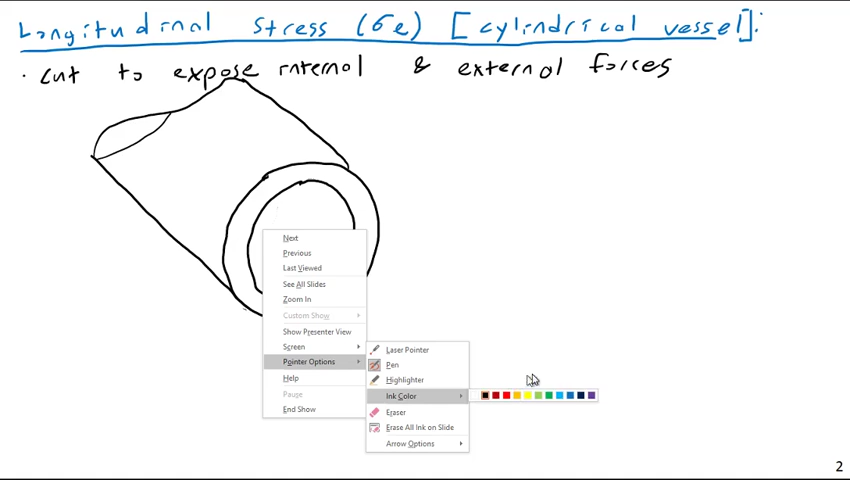 Longitudinal Stress (σe) [cylindrical vessel]:
· cut to expose internal & external forces
Next
Previous
Last Viewed
See All Slides
Zoom In
Custom Show
Show Presenter View
Screen
Pointer Options
Help
Pause
End Show
Laser Pointer
Pen
Highlighter
Ink Color
Eraser
Erase All Ink on Slide
Arrow Options
2